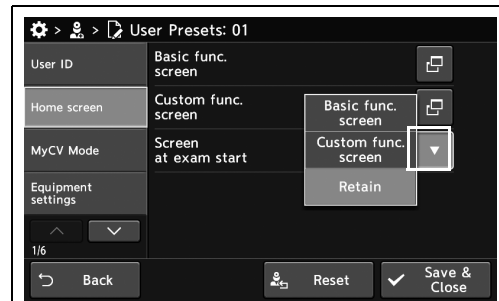 > > User Presets: 01
User ID
Basic func.
screen
Home screen
Custom func.
screen
Basic func.
screen
MyCV Mode
Screen
at exam start
Custom func.
screen
Equipment
settings
Retain
1/6
Back
Reset
Save &
Close